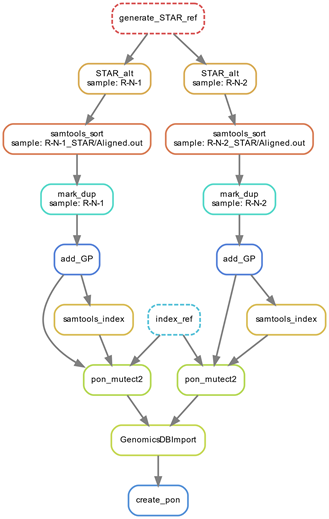 generate_STAR_ref
STAR_alt
sample: R-N-1
STAR_alt
sample: R-N-2
samtools_sort
sample: R-N-1_STAR/Aligned.out
samtools_sort
sample: R-N-2_STAR/Aligned.out
mark_dup
sample: R-N-1
mark_dup
sample: R-N-2
add_GP
add_GP
samtools_index
index_ref
samtools_index
pon_mutect2
pon_mutect2
GenomicsDBImport
create_pon